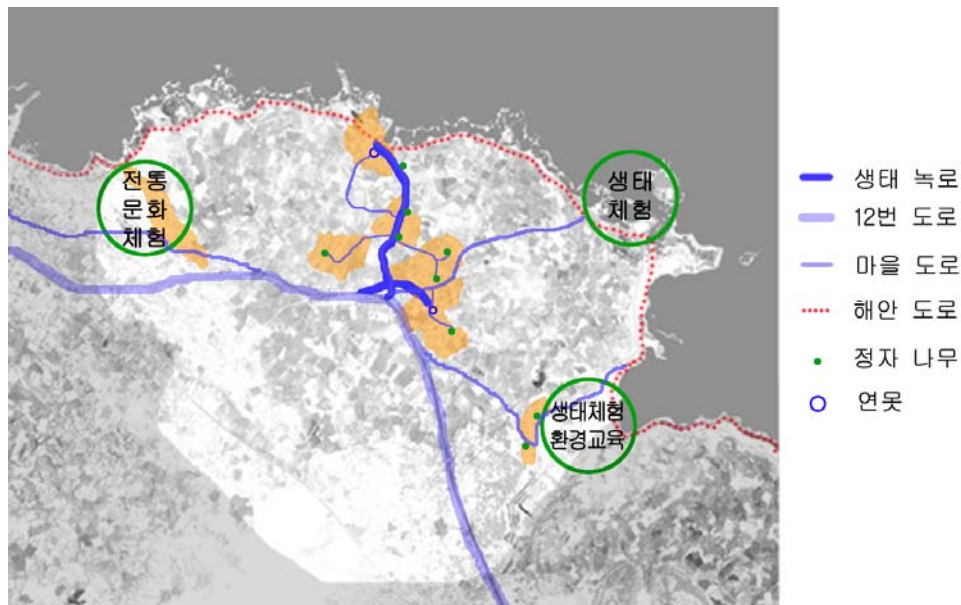 전통
문화
체험
생태
체험
생태체험
환경교육
생태 녹로
12번 도로
마을 도로
해안 도로
정자 나무
연못